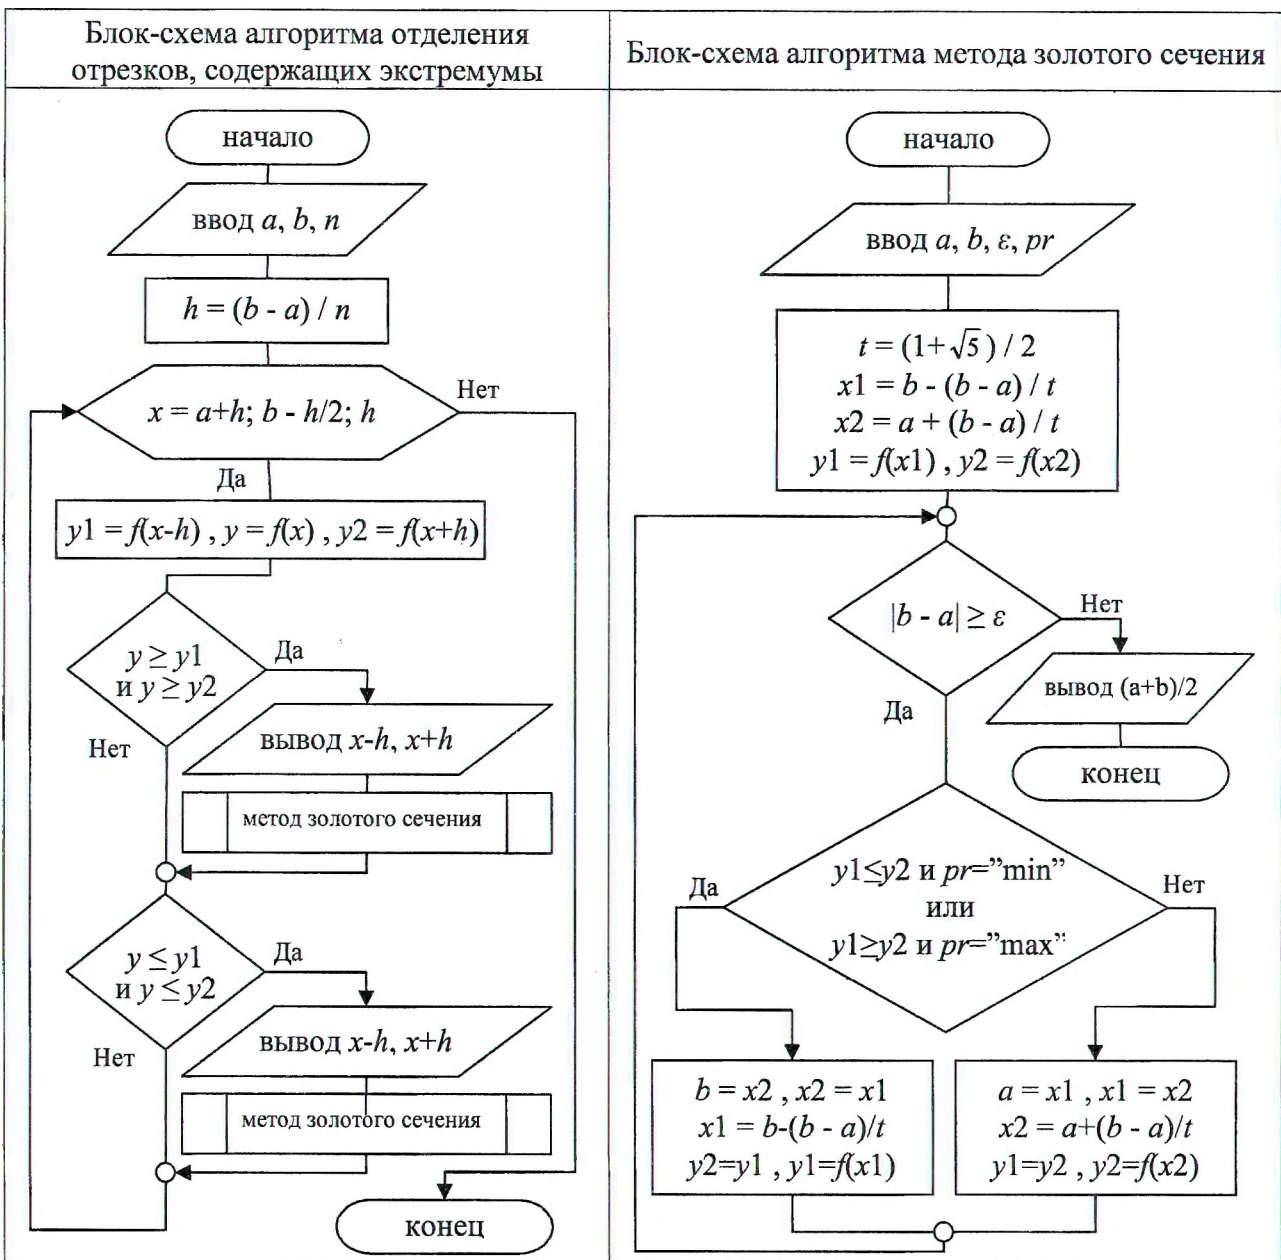 Блок-схема алгоритма отделения
отрезков, содержащих экстремумы
начало
ввод a, b, n
h = (b - a) / n
x = a+h; b - h/2; h
Нет
Да
y1 = f(x-h) , y = f(x) , y2 = f(x+h)
y ≥ y1
и y ≥ y2
Да
Нет
вывод x-h, x+h
метод золотого сечения
y ≤ y1
и y ≤ y2
Да
Нет
вывод x-h, x+h
метод золотого сечения
конец
Блок-схема алгоритма метода золотого сечения
начало
ввод a, b, ε, pr
t = (1+√5) / 2
x1 = b - (b - a) / t
x2 = a + (b - a) / t
y1 = f(x1) , y2 = f(x2)
|b - a| ≥ ε
Нет
вывод (a+b)/2
конец
Да
y1≤y2 и pr=”min”
или
y1≥y2 и pr=”max”
Да
Нет
b = x2 , x2 = x1
x1 = b-(b - a)/t
y2=y1 , y1=f(x1)
a = x1 , x1 = x2
x2 = a+(b - a)/t
y1=y2 , y2=f(x2)